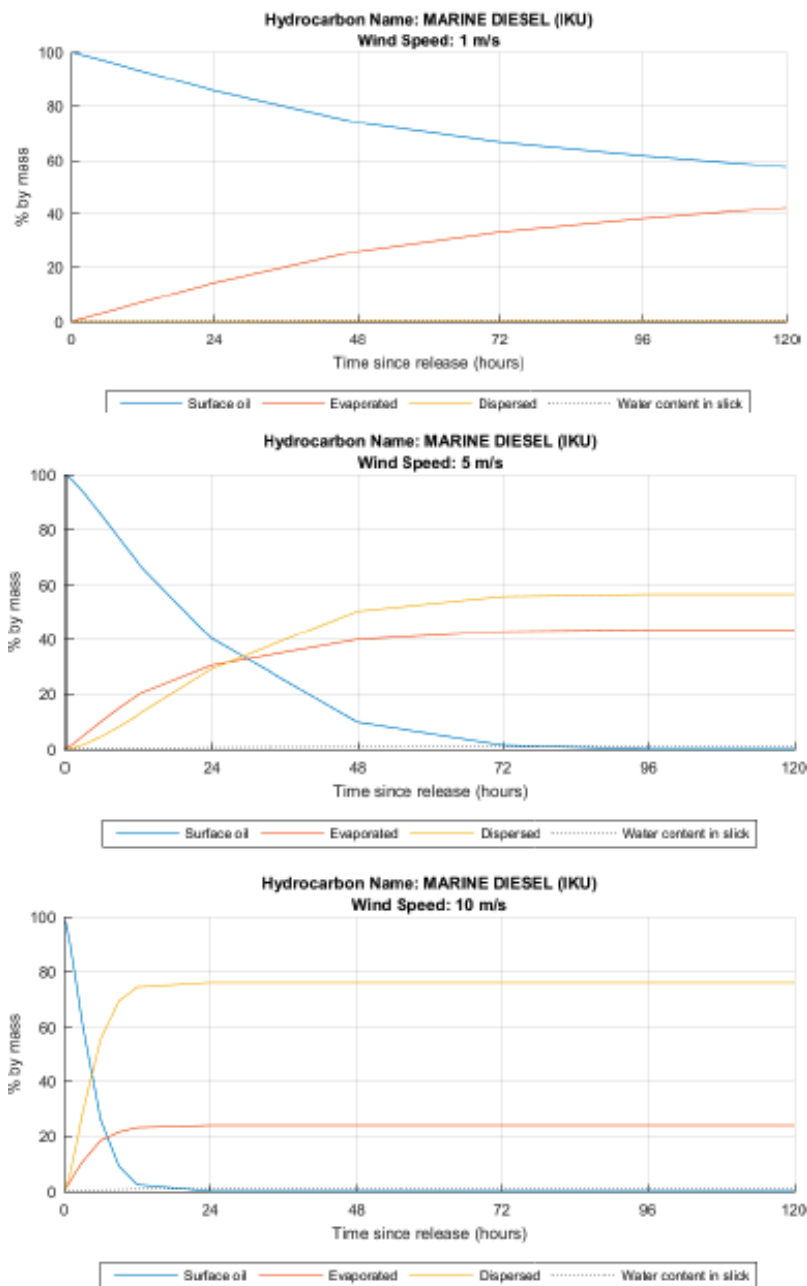 Hydrocarbon Name: MARINE DIESEL (IKU)
Wind Speed: 1 m/s
100
80
60
40
20
0
% by mass
0 24 48 72 96 120
Time since release (hours)
Surface oil Evaporated Dispersed Water content in slick
Hydrocarbon Name: MARINE DIESEL (IKU)
Wind Speed: 5 m/s
100
80
60
40
20
0
% by mass
0 24 48 72 96 120
Time since release (hours)
Surface oil Evaporated Dispersed Water content in slick
Hydrocarbon Name: MARINE DIESEL (IKU)
Wind Speed: 10 m/s
100
80
60
40
20
0
% by mass
0 24 48 72 96 120
Time since release (hours)
Surface oil Evaporated Dispersed Water content in slick